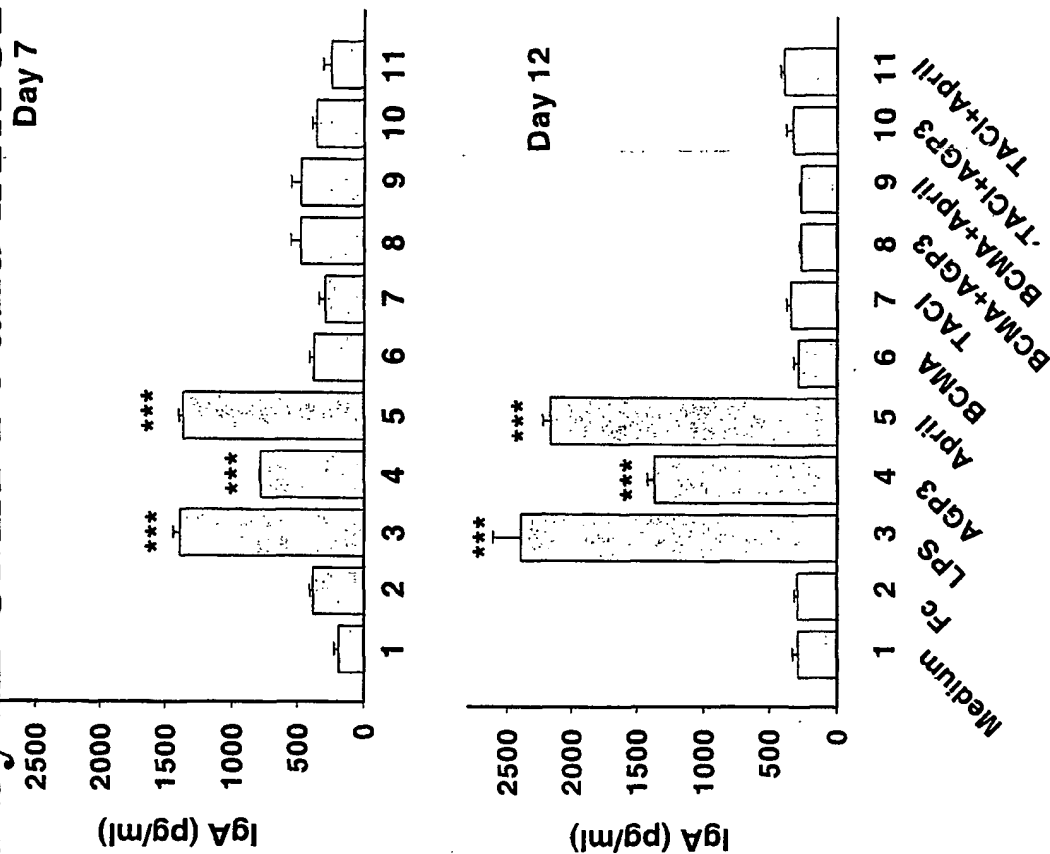 Day 7
2500
2000
1500
1000
500
0
IgA (pg/ml)
***
***
***
1 2 3 4 5 6 7 8 9 10 11
Day 12
2500
2000
1500
1000
500
0
IgA (pg/ml)
***
***
***
1 2 3 4 5 6 7 8 9 10 11
Medium
Fc
LPS
AGP3
April
BCMA
TACI
BCMA+AGP3
BCMA+April
TACI+AGP3
TACI+April